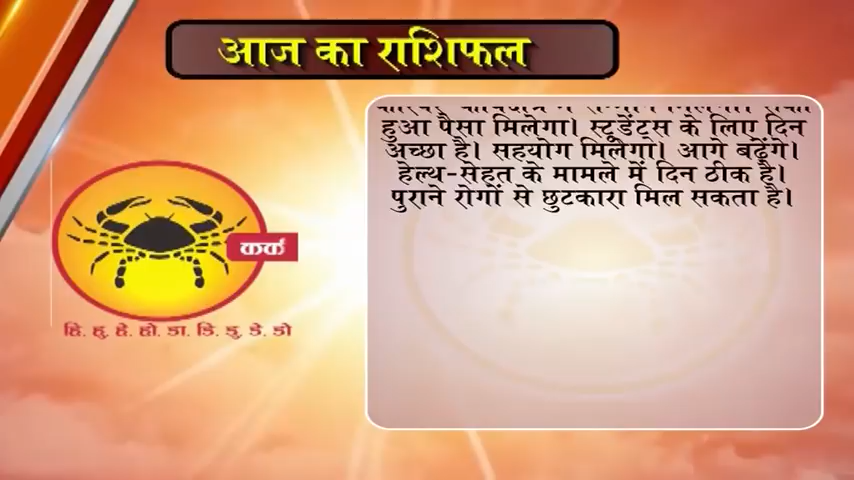 आज का राशिफल
हुआ पैसा मिलेगा। स्टूडेंट्स के लिए दिन
अच्छा है। सहयोग मिलेगा। आगे बढ़ेंगे।
हेल्थ-सेहत के मामले में दिन ठीक है।
पुराने रोगों से छुटकारा मिल सकता है।
कर्क
हि. हु. हे. हो. डा. डि. डु. डे. डो